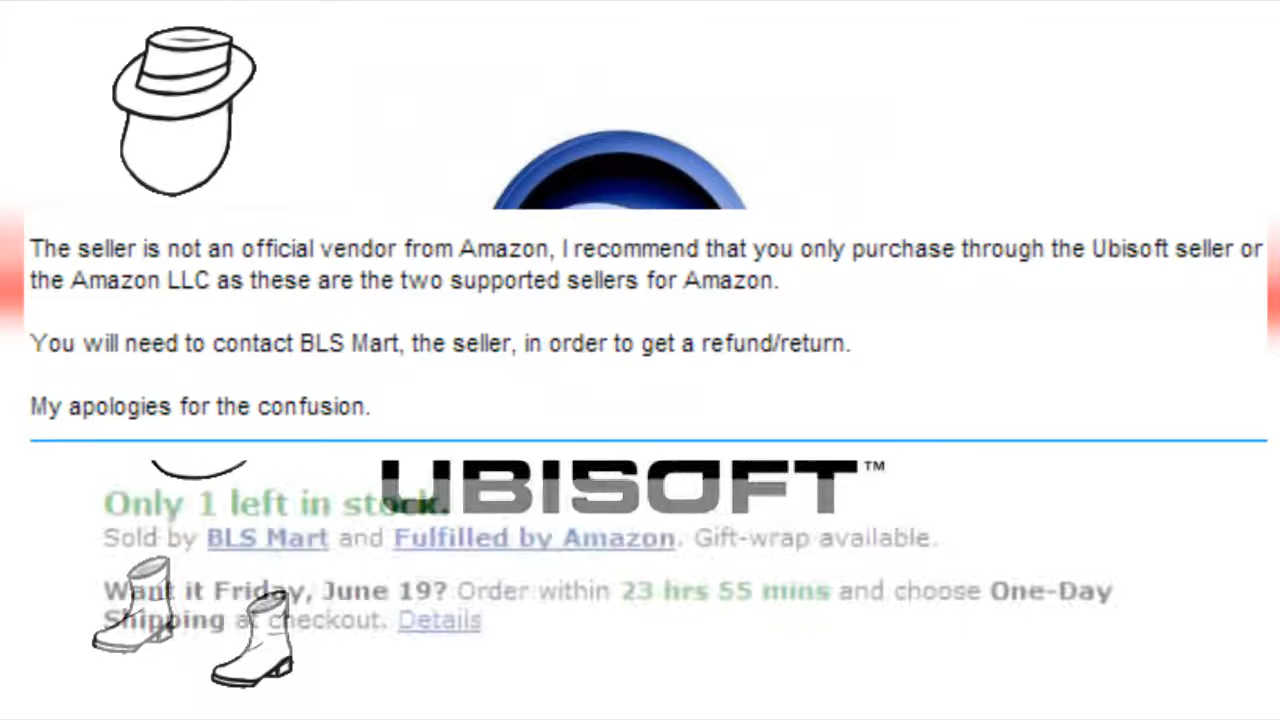 The seller is not an official vendor from Amazon, I recommend that you only purchase through the Ubisoft seller or
the Amazon LLC as these are the two supported sellers for Amazon.
You will need to contact BLS Mart, the seller, in order to get a refund/return.
My apologies for the confusion.
UBISOFT™
Only 1 left in stock.
Sold by BLS Mart and Fulfilled by Amazon. Gift-wrap available.
Want it Friday, June 19? Order within 23 hrs 55 mins and choose One-Day
Shipping at checkout. Details